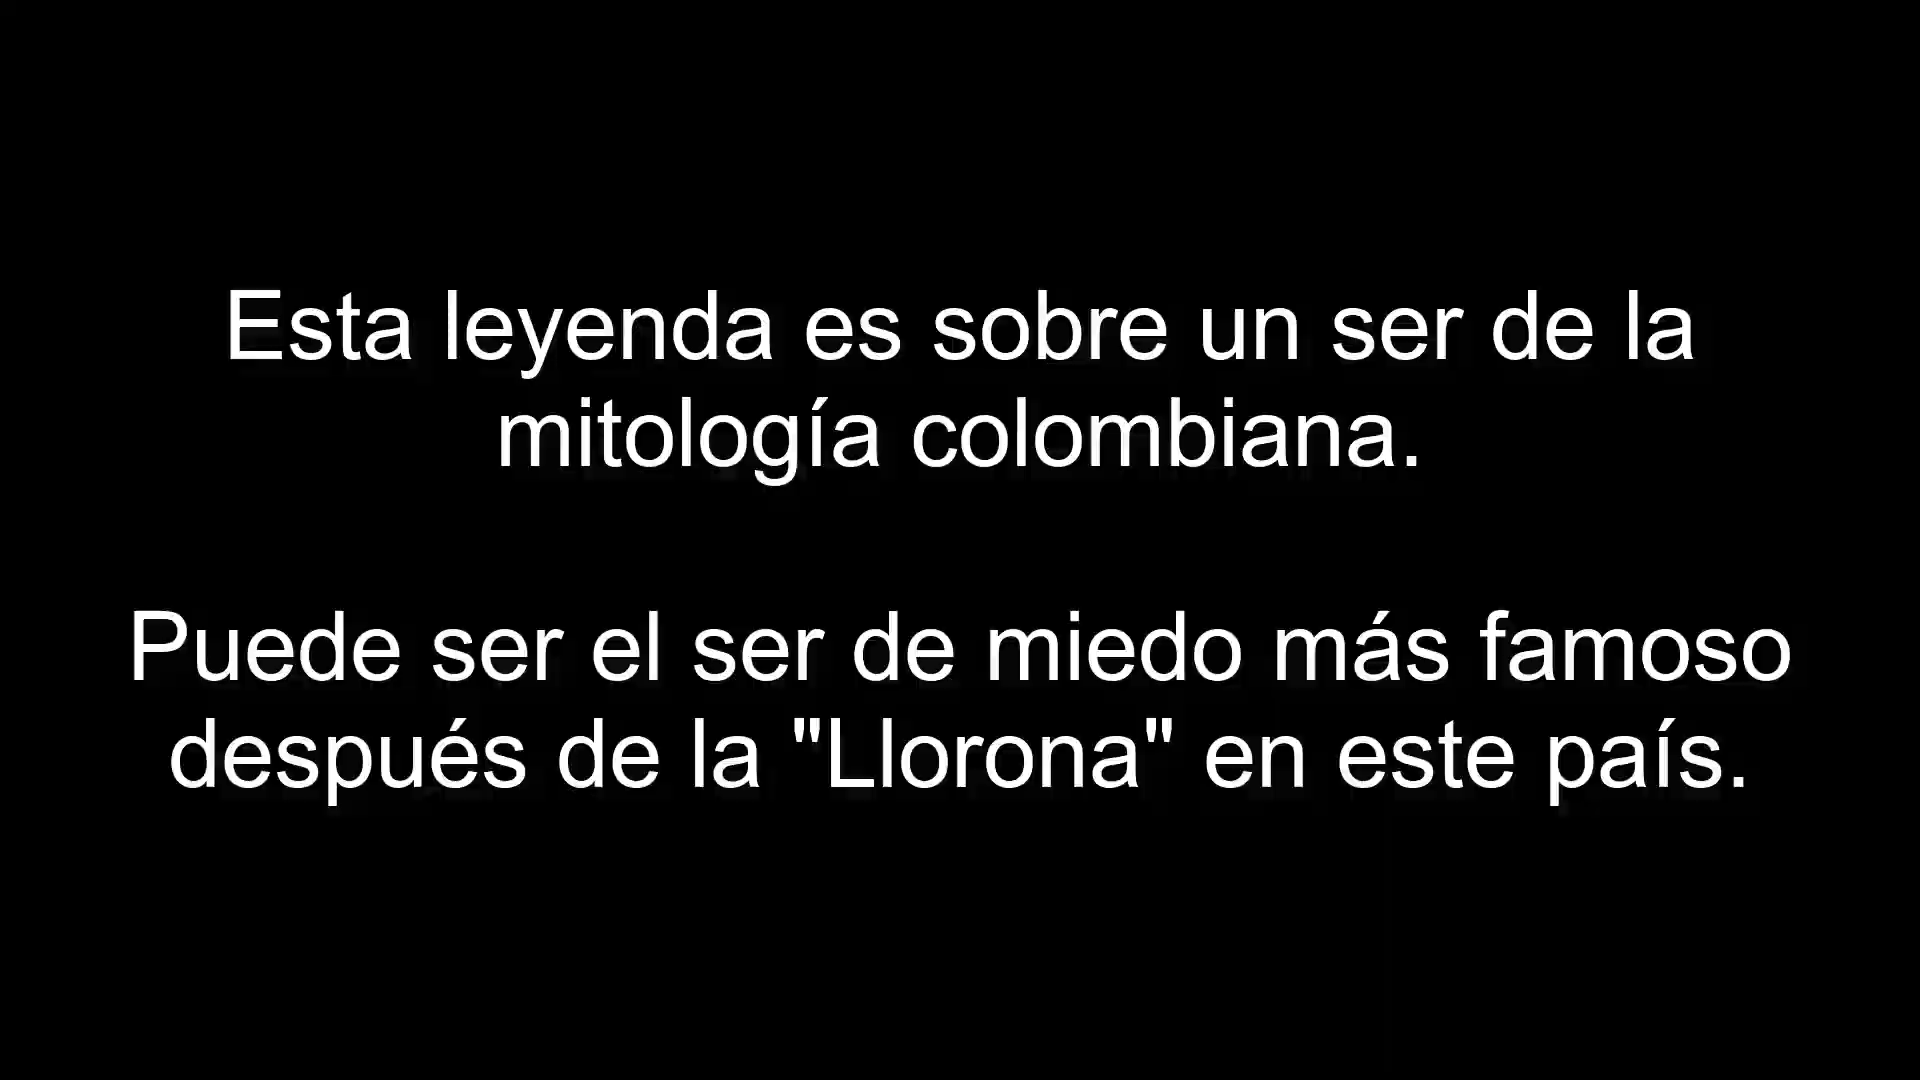 Esta leyenda es sobre un ser de la
mitología colombiana.
Puede ser el ser de miedo más famoso
después de la "Llorona" en este país.